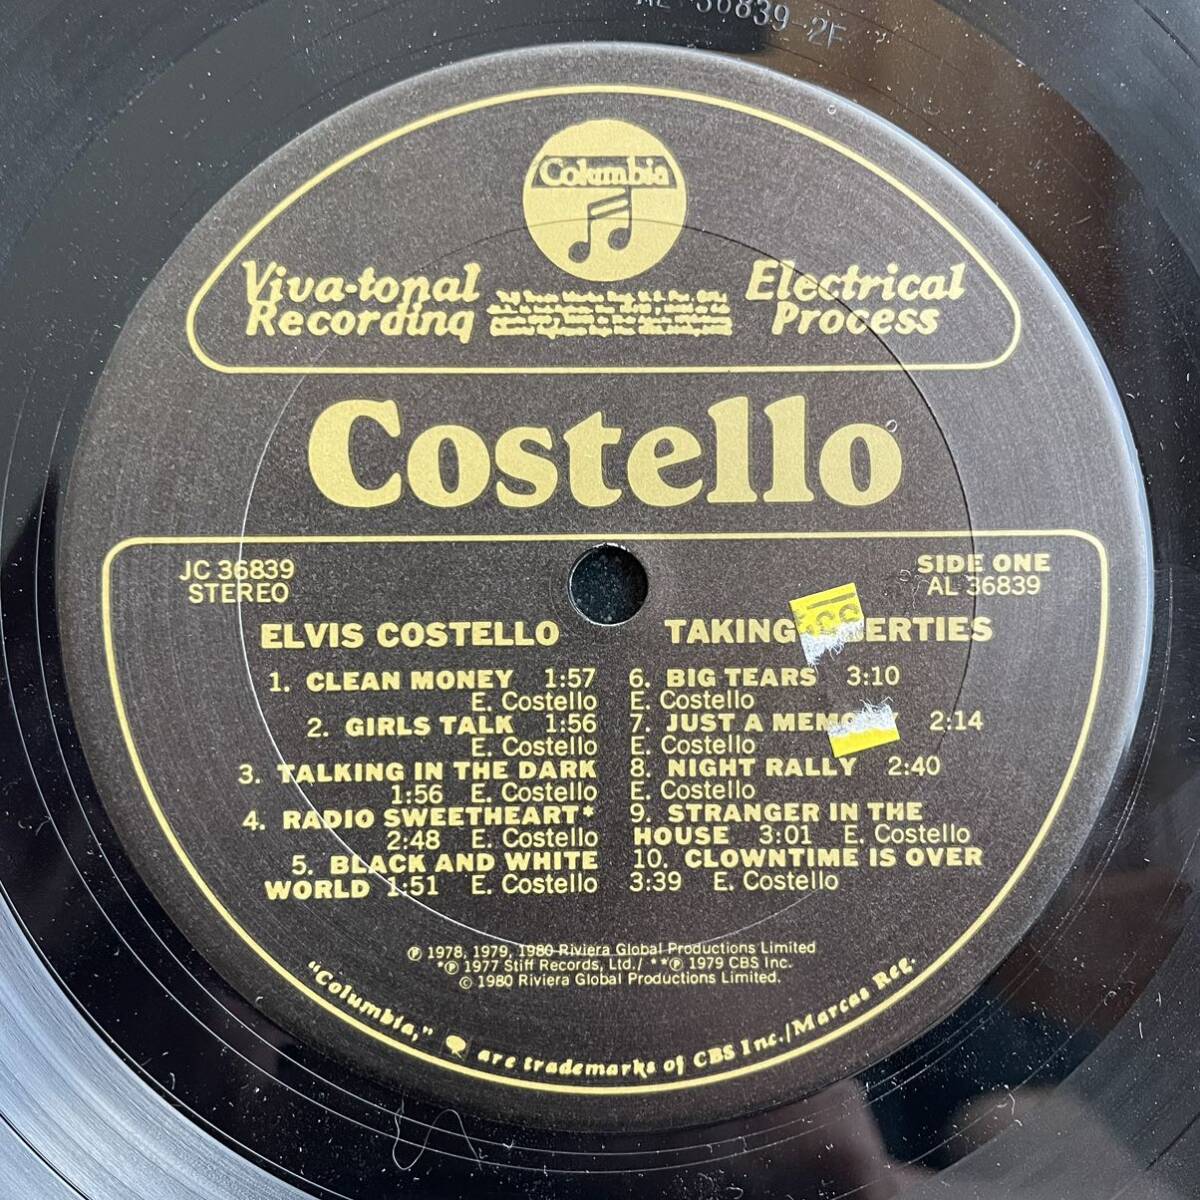 36839-2F
Columbia
Viva-tonal
Recording
Electrical
Process
Costello
JC 36839
STEREO
SIDE ONE
AL 36839
ELVIS COSTELLO
TAKING
1. CLEAN MONEY 1:57
E. Costello
2. GIRLS TALK 1:56
E. Costello
3. TALKING IN THE DARK
1:56 E. Costello
4. RADIO SWEETHEART*
2:48 E. Costello
5. BLACK AND WHITE
WORLD 1:51 E. Costello
6. BIG TEARS 3:10
E. Costello
7. JUST A MEMORY 2:14
E. Costello
8. NIGHT RALLY 2:40
E. Costello
9. STRANGER IN THE
HOUSE 3:01 E. Costello
10. CLOWNTIME IS OVER
3:39 E. Costello
℗ 1978, 1979, 1980 Riviera Global Productions Limited
*℗ 1977 Stiff Records, Ltd./ **℗ 1979 CBS Inc.
© 1980 Riviera Global Productions Limited.
"Columbia," are trademarks of CBS Inc./Marcas Reg.